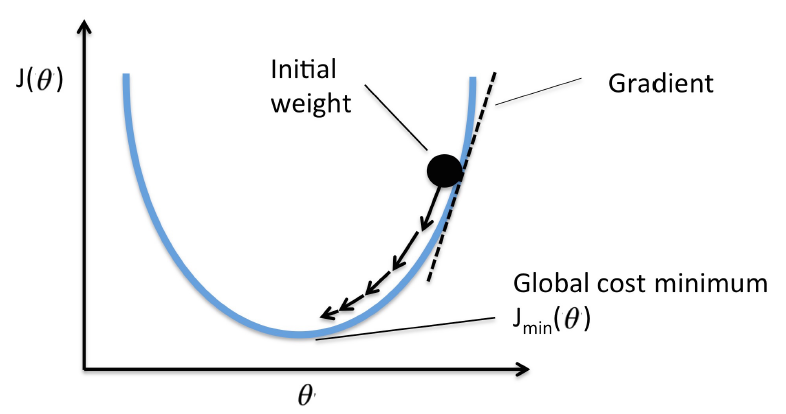 J(θ)
Initial
weight
Gradient
Global cost minimum
Jmin(θ)
θ